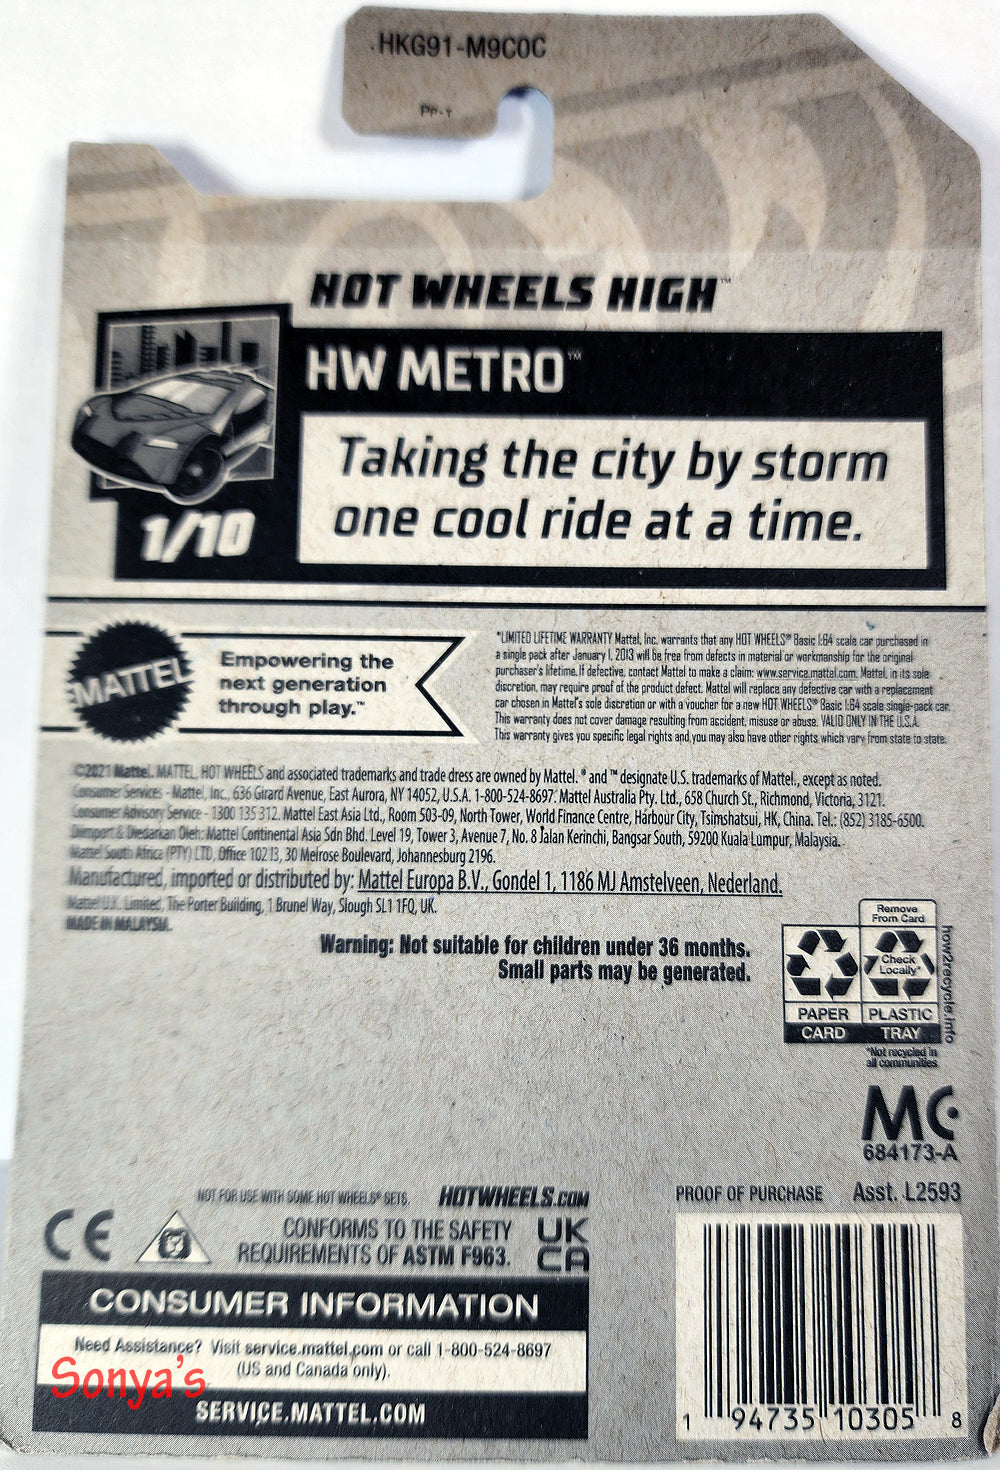 HKG91-M9C0C
PP-Y
HOT WHEELS HIGH™
HW METRO™
Taking the city by storm
one cool ride at a time.
1/10
MATTEL
Empowering the
next generation
through play.™
*LIMITED LIFETIME WARRANTY Mattel, Inc. warrants that any HOT WHEELS® Basic 1:64 scale car purchased in
a single pack after January 1, 2013 will be free from defects in material or workmanship for the original
purchaser's lifetime. If defective, contact Mattel to make a claim: www.service.mattel.com. Mattel, in its sole
discretion, may require proof of the product defect. Mattel will replace any defective car with a replacement
car chosen in Mattel's sole discretion or with a voucher for a new HOT WHEELS® Basic 1:64 scale single-pack car.
This warranty does not cover damage resulting from accident, misuse or abuse. VALID ONLY IN THE U.S.A.
This warranty gives you specific legal rights and you may also have other rights which vary from state to state.
©2021 Mattel. MATTEL, HOT WHEELS and associated trademarks and trade dress are owned by Mattel. ® and ™ designate U.S. trademarks of Mattel., except as noted.
Consumer Services - Mattel, Inc., 636 Girard Avenue, East Aurora, NY 14052, U.S.A. 1-800-524-8697. Mattel Australia Pty. Ltd., 658 Church St., Richmond, Victoria, 3121.
Consumer Advisory Service - 1300 135 312. Mattel East Asia Ltd., Room 503-09, North Tower, World Finance Centre, Harbour City, Tsimshatsui, HK, China. Tel.: (852) 3185-6500.
Diimport & Diedarkan Oleh: Mattel Continental Asia Sdn Bhd. Level 19, Tower 3, Avenue 7, No. 8 Jalan Kerinchi, Bangsar South, 59200 Kuala Lumpur, Malaysia.
Mattel South Africa (PTY) LTD, Office 102 I3, 30 Melrose Boulevard, Johannesburg 2196.
Manufactured, imported or distributed by: Mattel Europa B.V., Gondel 1, 1186 MJ Amstelveen, Nederland.
Mattel U.K. Limited, The Porter Building, 1 Brunel Way, Slough SL1 1FQ, UK.
MADE IN MALAYSIA.
Warning: Not suitable for children under 36 months.
Small parts may be generated.
Remove
From Card
Check
Locally*
PAPER PLASTIC
CARD TRAY
how2recycle.info
*Not recycled in
all communities
MC
684173-A
NOT FOR USE WITH SOME HOT WHEELS® SETS. HOTWHEELS.COM
CE
CONFORMS TO THE SAFETY
REQUIREMENTS OF ASTM F963.
UK
CA
PROOF OF PURCHASE Asst. L2593
CONSUMER INFORMATION
Need Assistance? Visit service.mattel.com or call 1-800-524-8697
(US and Canada only).
Sonya's
SERVICE.MATTEL.COM
1 94735 10305 8